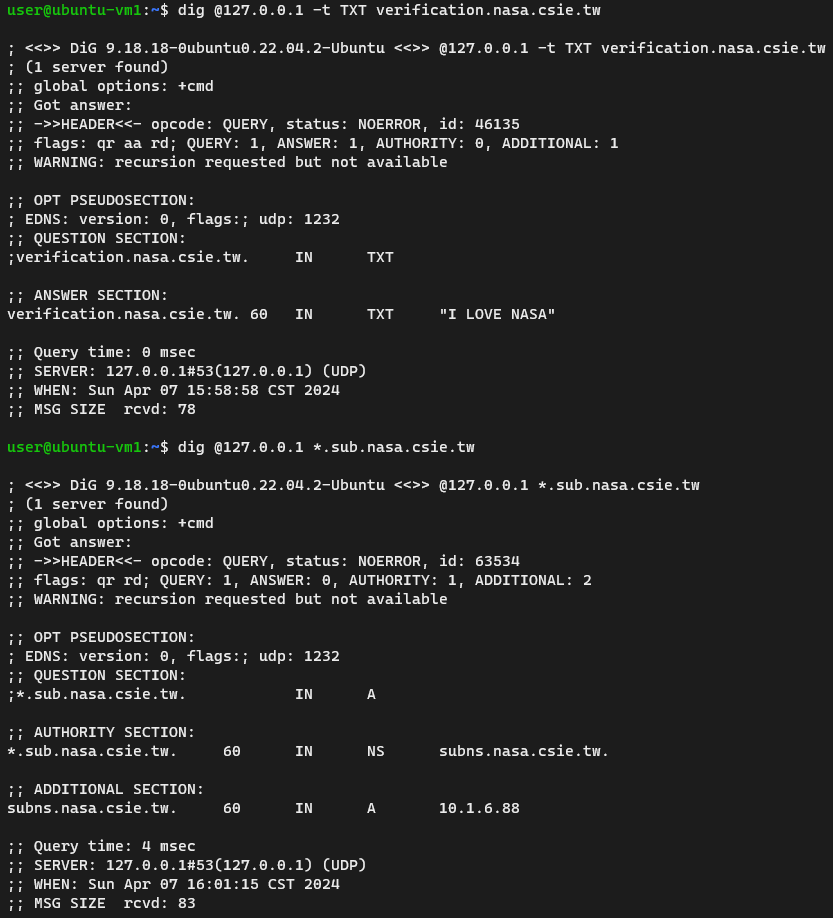 user@ubuntu-vm1:~$ dig @127.0.0.1 -t TXT verification.nasa.csie.tw

; <<>> DiG 9.18.18-0ubuntu0.22.04.2-Ubuntu <<>> @127.0.0.1 -t TXT verification.nasa.csie.tw
; (1 server found)
;; global options: +cmd
;; Got answer:
;; ->>HEADER<<- opcode: QUERY, status: NOERROR, id: 46135
;; flags: qr aa rd; QUERY: 1, ANSWER: 1, AUTHORITY: 0, ADDITIONAL: 1
;; WARNING: recursion requested but not available

;; OPT PSEUDOSECTION:
; EDNS: version: 0, flags:; udp: 1232
;; QUESTION SECTION:
;verification.nasa.csie.tw.     IN      TXT

;; ANSWER SECTION:
verification.nasa.csie.tw. 60   IN      TXT     "I LOVE NASA"

;; Query time: 0 msec
;; SERVER: 127.0.0.1#53(127.0.0.1) (UDP)
;; WHEN: Sun Apr 07 15:58:58 CST 2024
;; MSG SIZE  rcvd: 78

user@ubuntu-vm1:~$ dig @127.0.0.1 *.sub.nasa.csie.tw

; <<>> DiG 9.18.18-0ubuntu0.22.04.2-Ubuntu <<>> @127.0.0.1 *.sub.nasa.csie.tw
; (1 server found)
;; global options: +cmd
;; Got answer:
;; ->>HEADER<<- opcode: QUERY, status: NOERROR, id: 63534
;; flags: qr rd; QUERY: 1, ANSWER: 0, AUTHORITY: 1, ADDITIONAL: 2
;; WARNING: recursion requested but not available

;; OPT PSEUDOSECTION:
; EDNS: version: 0, flags:; udp: 1232
;; QUESTION SECTION:
;*.sub.nasa.csie.tw.            IN      A

;; AUTHORITY SECTION:
*.sub.nasa.csie.tw.     60      IN      NS      subns.nasa.csie.tw.

;; ADDITIONAL SECTION:
subns.nasa.csie.tw.     60      IN      A       10.1.6.88

;; Query time: 4 msec
;; SERVER: 127.0.0.1#53(127.0.0.1) (UDP)
;; WHEN: Sun Apr 07 16:01:15 CST 2024
;; MSG SIZE  rcvd: 83